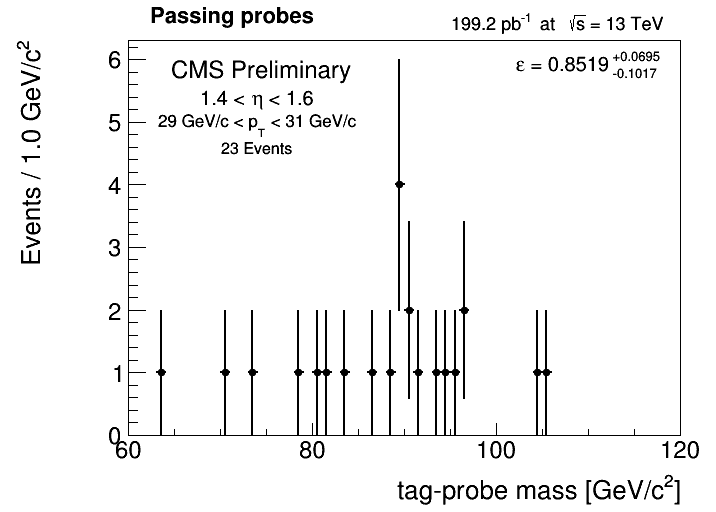 Passing probes
199.2 pb⁻¹ at √s = 13 TeV
CMS Preliminary
ε = 0.8519 +0.0695 -0.1017
1.4 < η < 1.6
29 GeV/c < p_T < 31 GeV/c
23 Events
Events / 1.0 GeV/c²
6
5
4
3
2
1
0
60 80 100 120
tag-probe mass [GeV/c²]